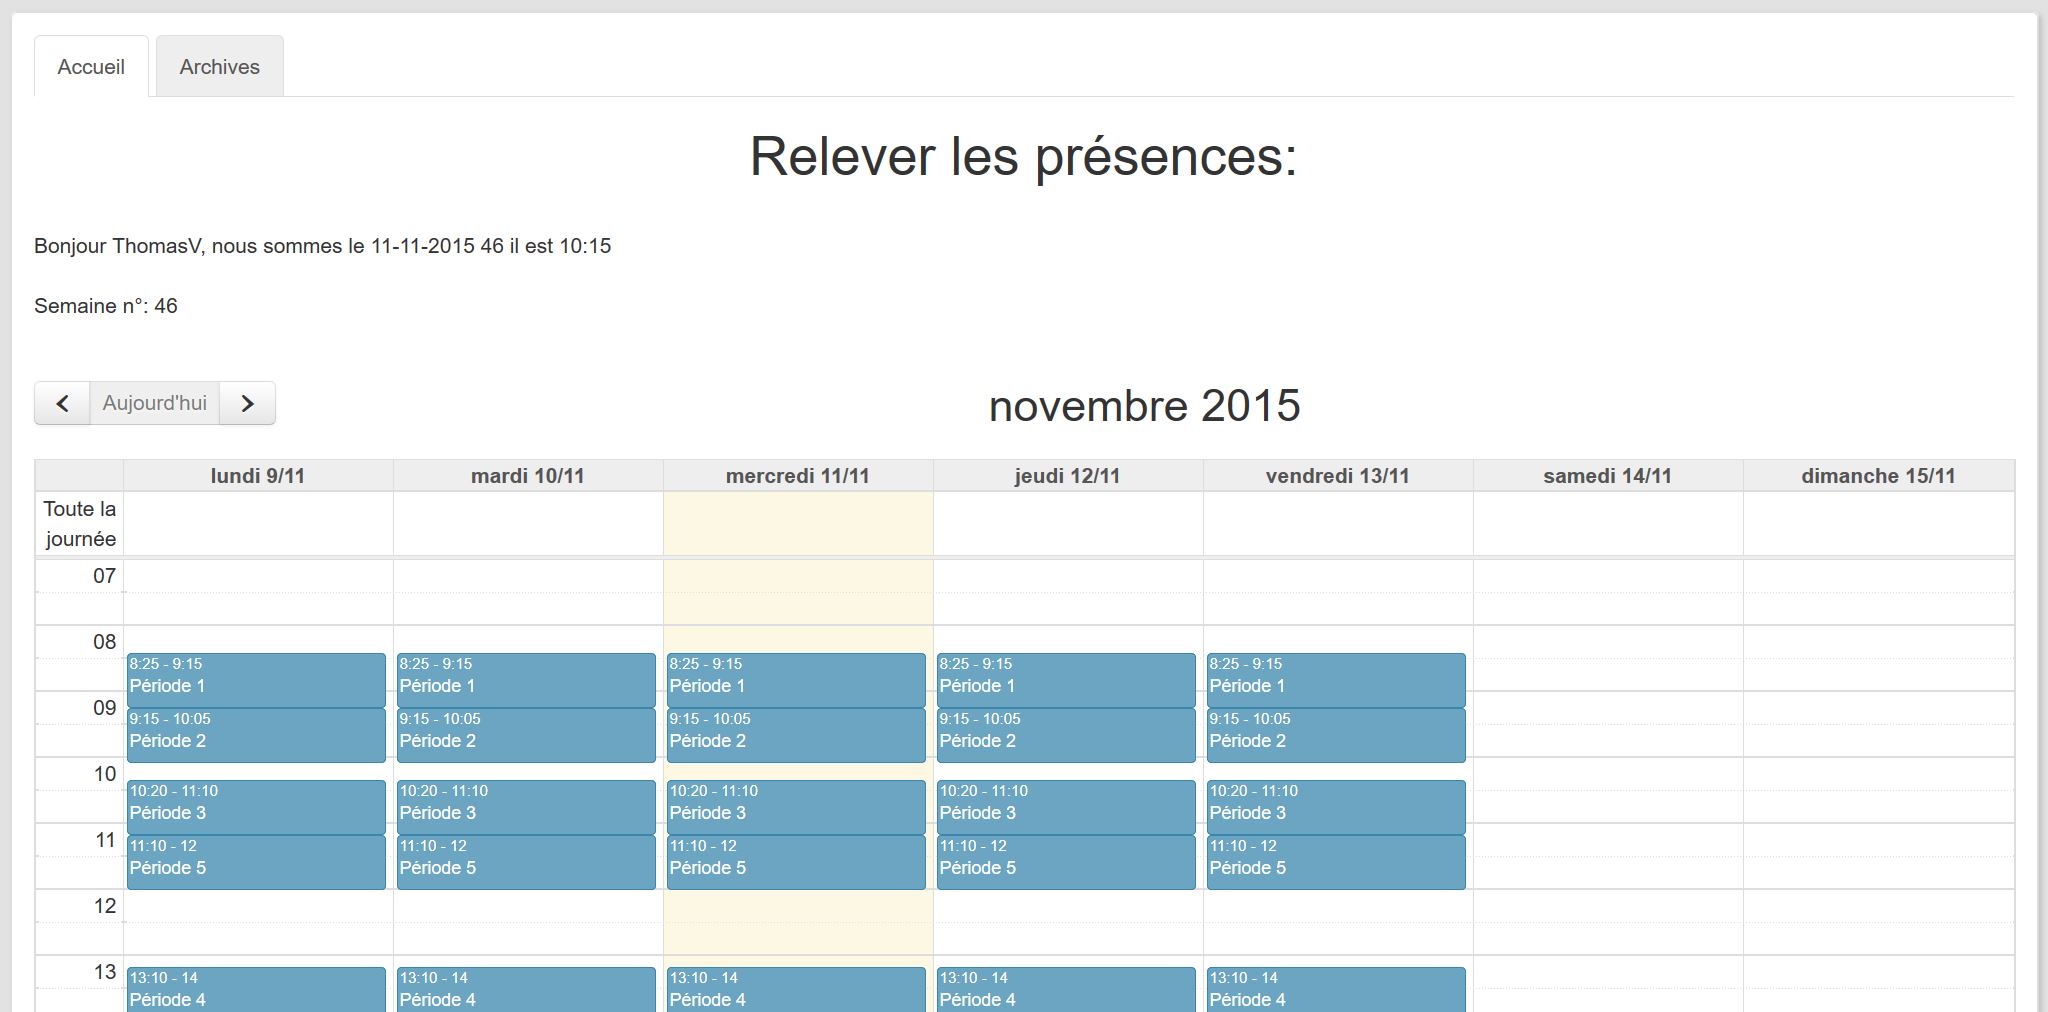 Accueil Archives
Relever les présences:
Bonjour ThomasV, nous sommes le 11-11-2015 46 il est 10:15
Semaine n°: 46
Aujourd'hui novembre 2015
lundi 9/11 mardi 10/11 mercredi 11/11 jeudi 12/11 vendredi 13/11 samedi 14/11 dimanche 15/11
Toute la
journée
07
08
8:25 - 9:15 8:25 - 9:15 8:25 - 9:15 8:25 - 9:15 8:25 - 9:15
Période 1 Période 1 Période 1 Période 1 Période 1
09
9:15 - 10:05 9:15 - 10:05 9:15 - 10:05 9:15 - 10:05 9:15 - 10:05
Période 2 Période 2 Période 2 Période 2 Période 2
10
10:20 - 11:10 10:20 - 11:10 10:20 - 11:10 10:20 - 11:10 10:20 - 11:10
Période 3 Période 3 Période 3 Période 3 Période 3
11
11:10 - 12 11:10 - 12 11:10 - 12 11:10 - 12 11:10 - 12
Période 5 Période 5 Période 5 Période 5 Période 5
12
13
13:10 - 14 13:10 - 14 13:10 - 14 13:10 - 14 13:10 - 14
Période 4 Période 4 Période 4 Période 4 Période 4